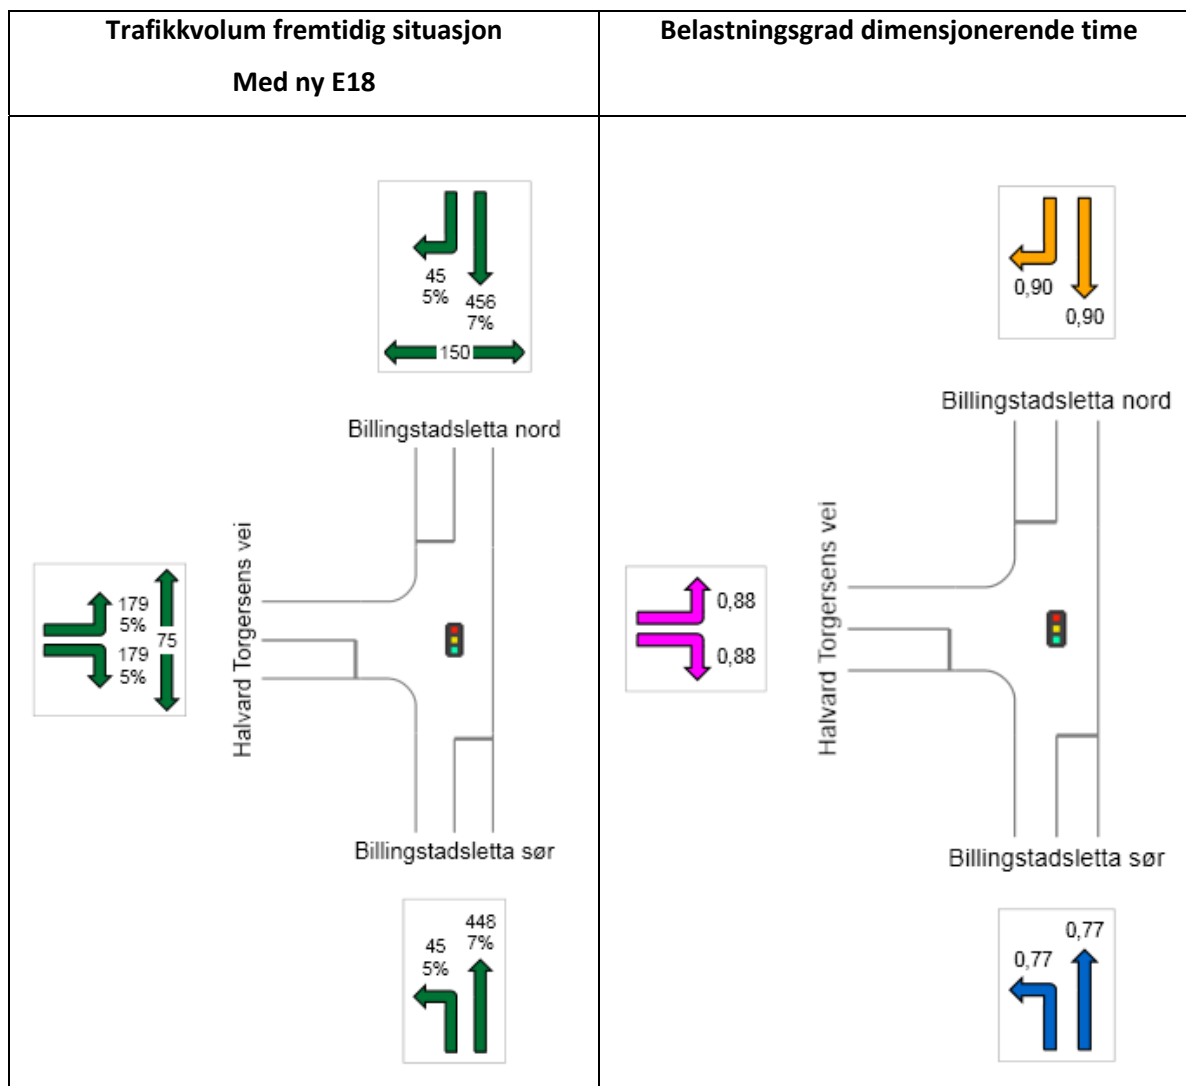 Trafikkvolum fremtidig situasjon
Med ny E18
Belastningsgrad dimensjonerende time
45
5%
456
7%
150
Billingstadsletta nord
Halvard Torgersens vei
179
5%
75
179
5%
Billingstadsletta sør
45
5%
448
7%
0,90
0,90
Billingstadsletta nord
Halvard Torgersens vei
0,88
0,88
Billingstadsletta sør
0,77
0,77